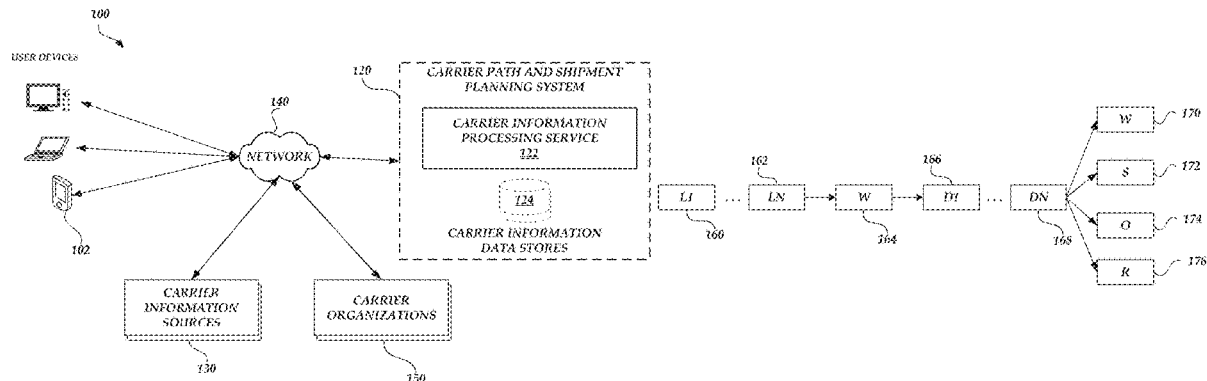 100
USER DEVICES
102
140
NETWORK
120
CARRIER PATH AND SHIPMENT
PLANNING SYSTEM
CARRIER INFORMATION
PROCESSING SERVICE
122
124
CARRIER INFORMATION
DATA STORES
CARRIER
INFORMATION
SOURCES
130
CARRIER
ORGANIZATIONS
150
L1
160
...
162
LN
W
164
166
D1
...
DN
168
W
170
S
172
O
174
R
176